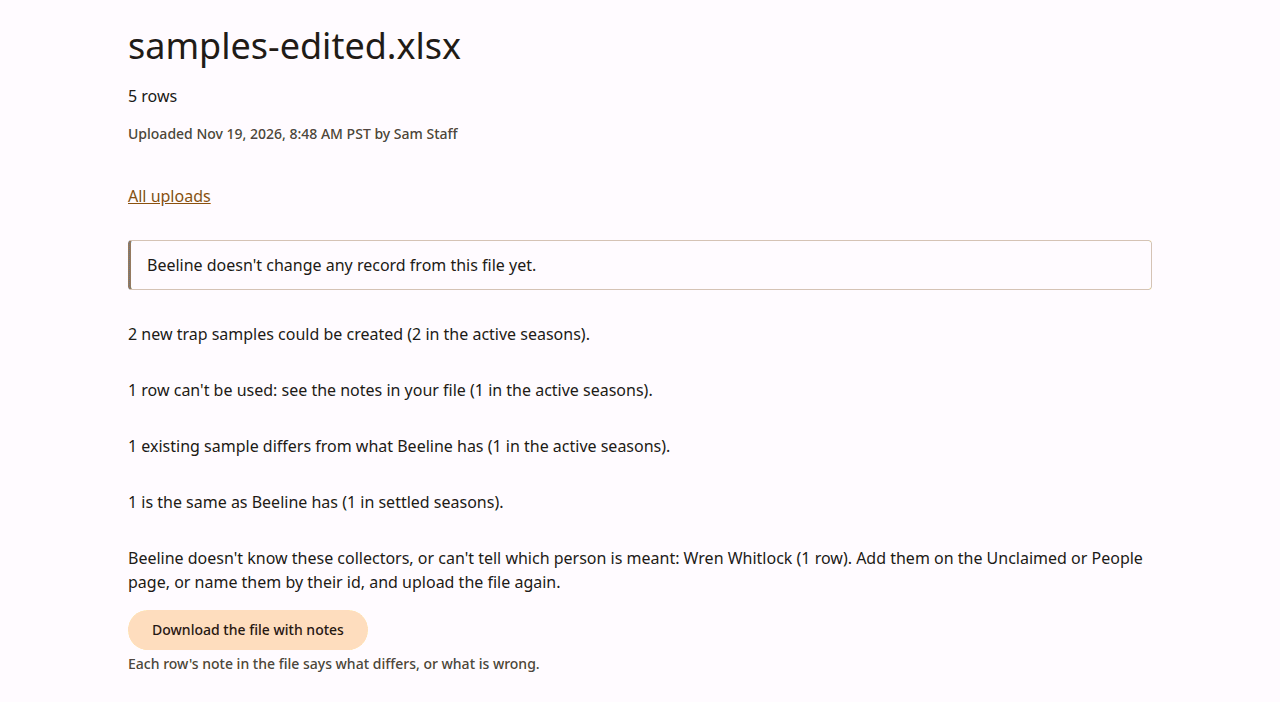 samples-edited.xlsx
5 rows
Uploaded Nov 19, 2026, 8:48 AM PST by Sam Staff
All uploads
Beeline doesn't change any record from this file yet.
2 new trap samples could be created (2 in the active seasons).
1 row can't be used: see the notes in your file (1 in the active seasons).
1 existing sample differs from what Beeline has (1 in the active seasons).
1 is the same as Beeline has (1 in settled seasons).
Beeline doesn't know these collectors, or can't tell which person is meant: Wren Whitlock (1 row). Add them on the Unclaimed or People
page, or name them by their id, and upload the file again.
Download the file with notes
Each row's note in the file says what differs, or what is wrong.